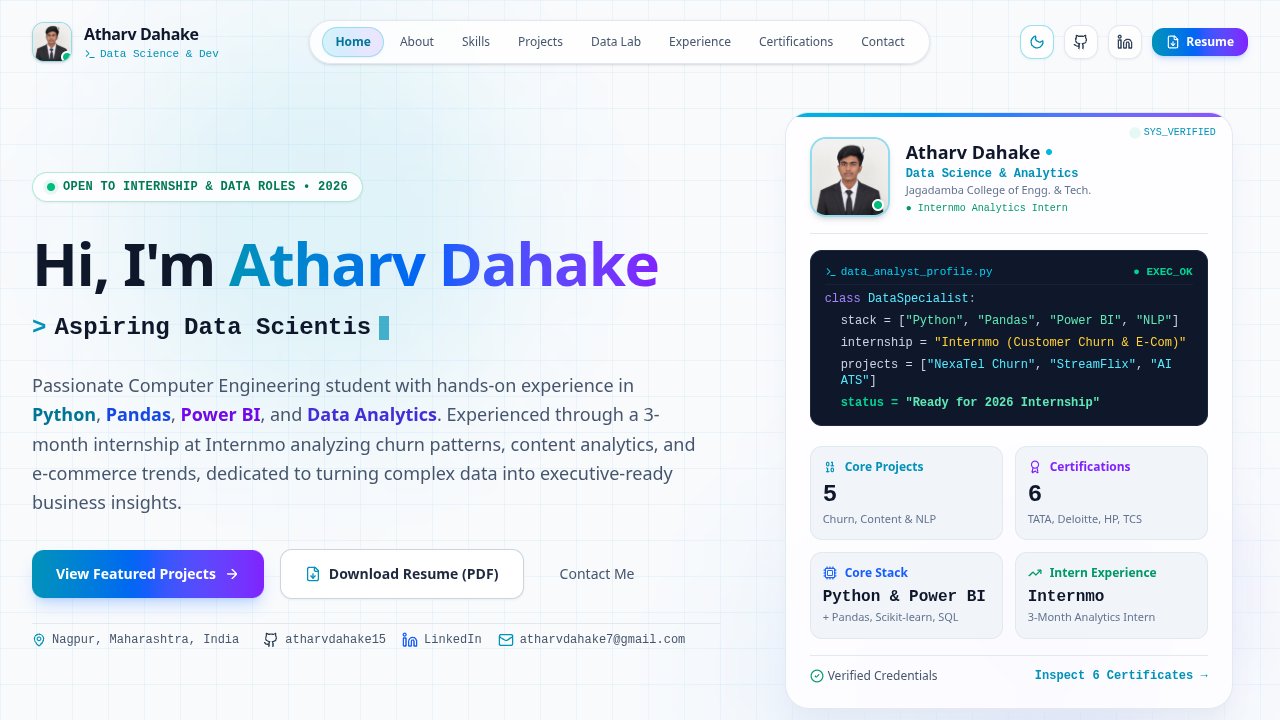 Atharv Dahake
Data Science & Dev
Home
About
Skills
Projects
Data Lab
Experience
Certifications
Contact
Resume
OPEN TO INTERNSHIP & DATA ROLES • 2026
Hi, I'm Atharv Dahake
> Aspiring Data Scientis
Passionate Computer Engineering student with hands-on experience in
Python, Pandas, Power BI, and Data Analytics. Experienced through a 3-
month internship at Internmo analyzing churn patterns, content analytics, and
e-commerce trends, dedicated to turning complex data into executive-ready
business insights.
View Featured Projects →
Download Resume (PDF)
Contact Me
Nagpur, Maharashtra, India
atharvdahake15
LinkedIn
atharvdahake7@gmail.com
SYS_VERIFIED
Atharv Dahake
Data Science & Analytics
Jagadamba College of Engg. & Tech.
● Internmo Analytics Intern
data_analyst_profile.py
● EXEC_OK
class DataSpecialist:
stack = ["Python", "Pandas", "Power BI", "NLP"]
internship = "Internmo (Customer Churn & E-Com)"
projects = ["NexaTel Churn", "StreamFlix", "AI
ATS"]
status = "Ready for 2026 Internship"
Core Projects
5
Churn, Content & NLP
Certifications
6
TATA, Deloitte, HP, TCS
Core Stack
Python & Power BI
+ Pandas, Scikit-learn, SQL
Intern Experience
Internmo
3-Month Analytics Intern
Verified Credentials
Inspect 6 Certificates →